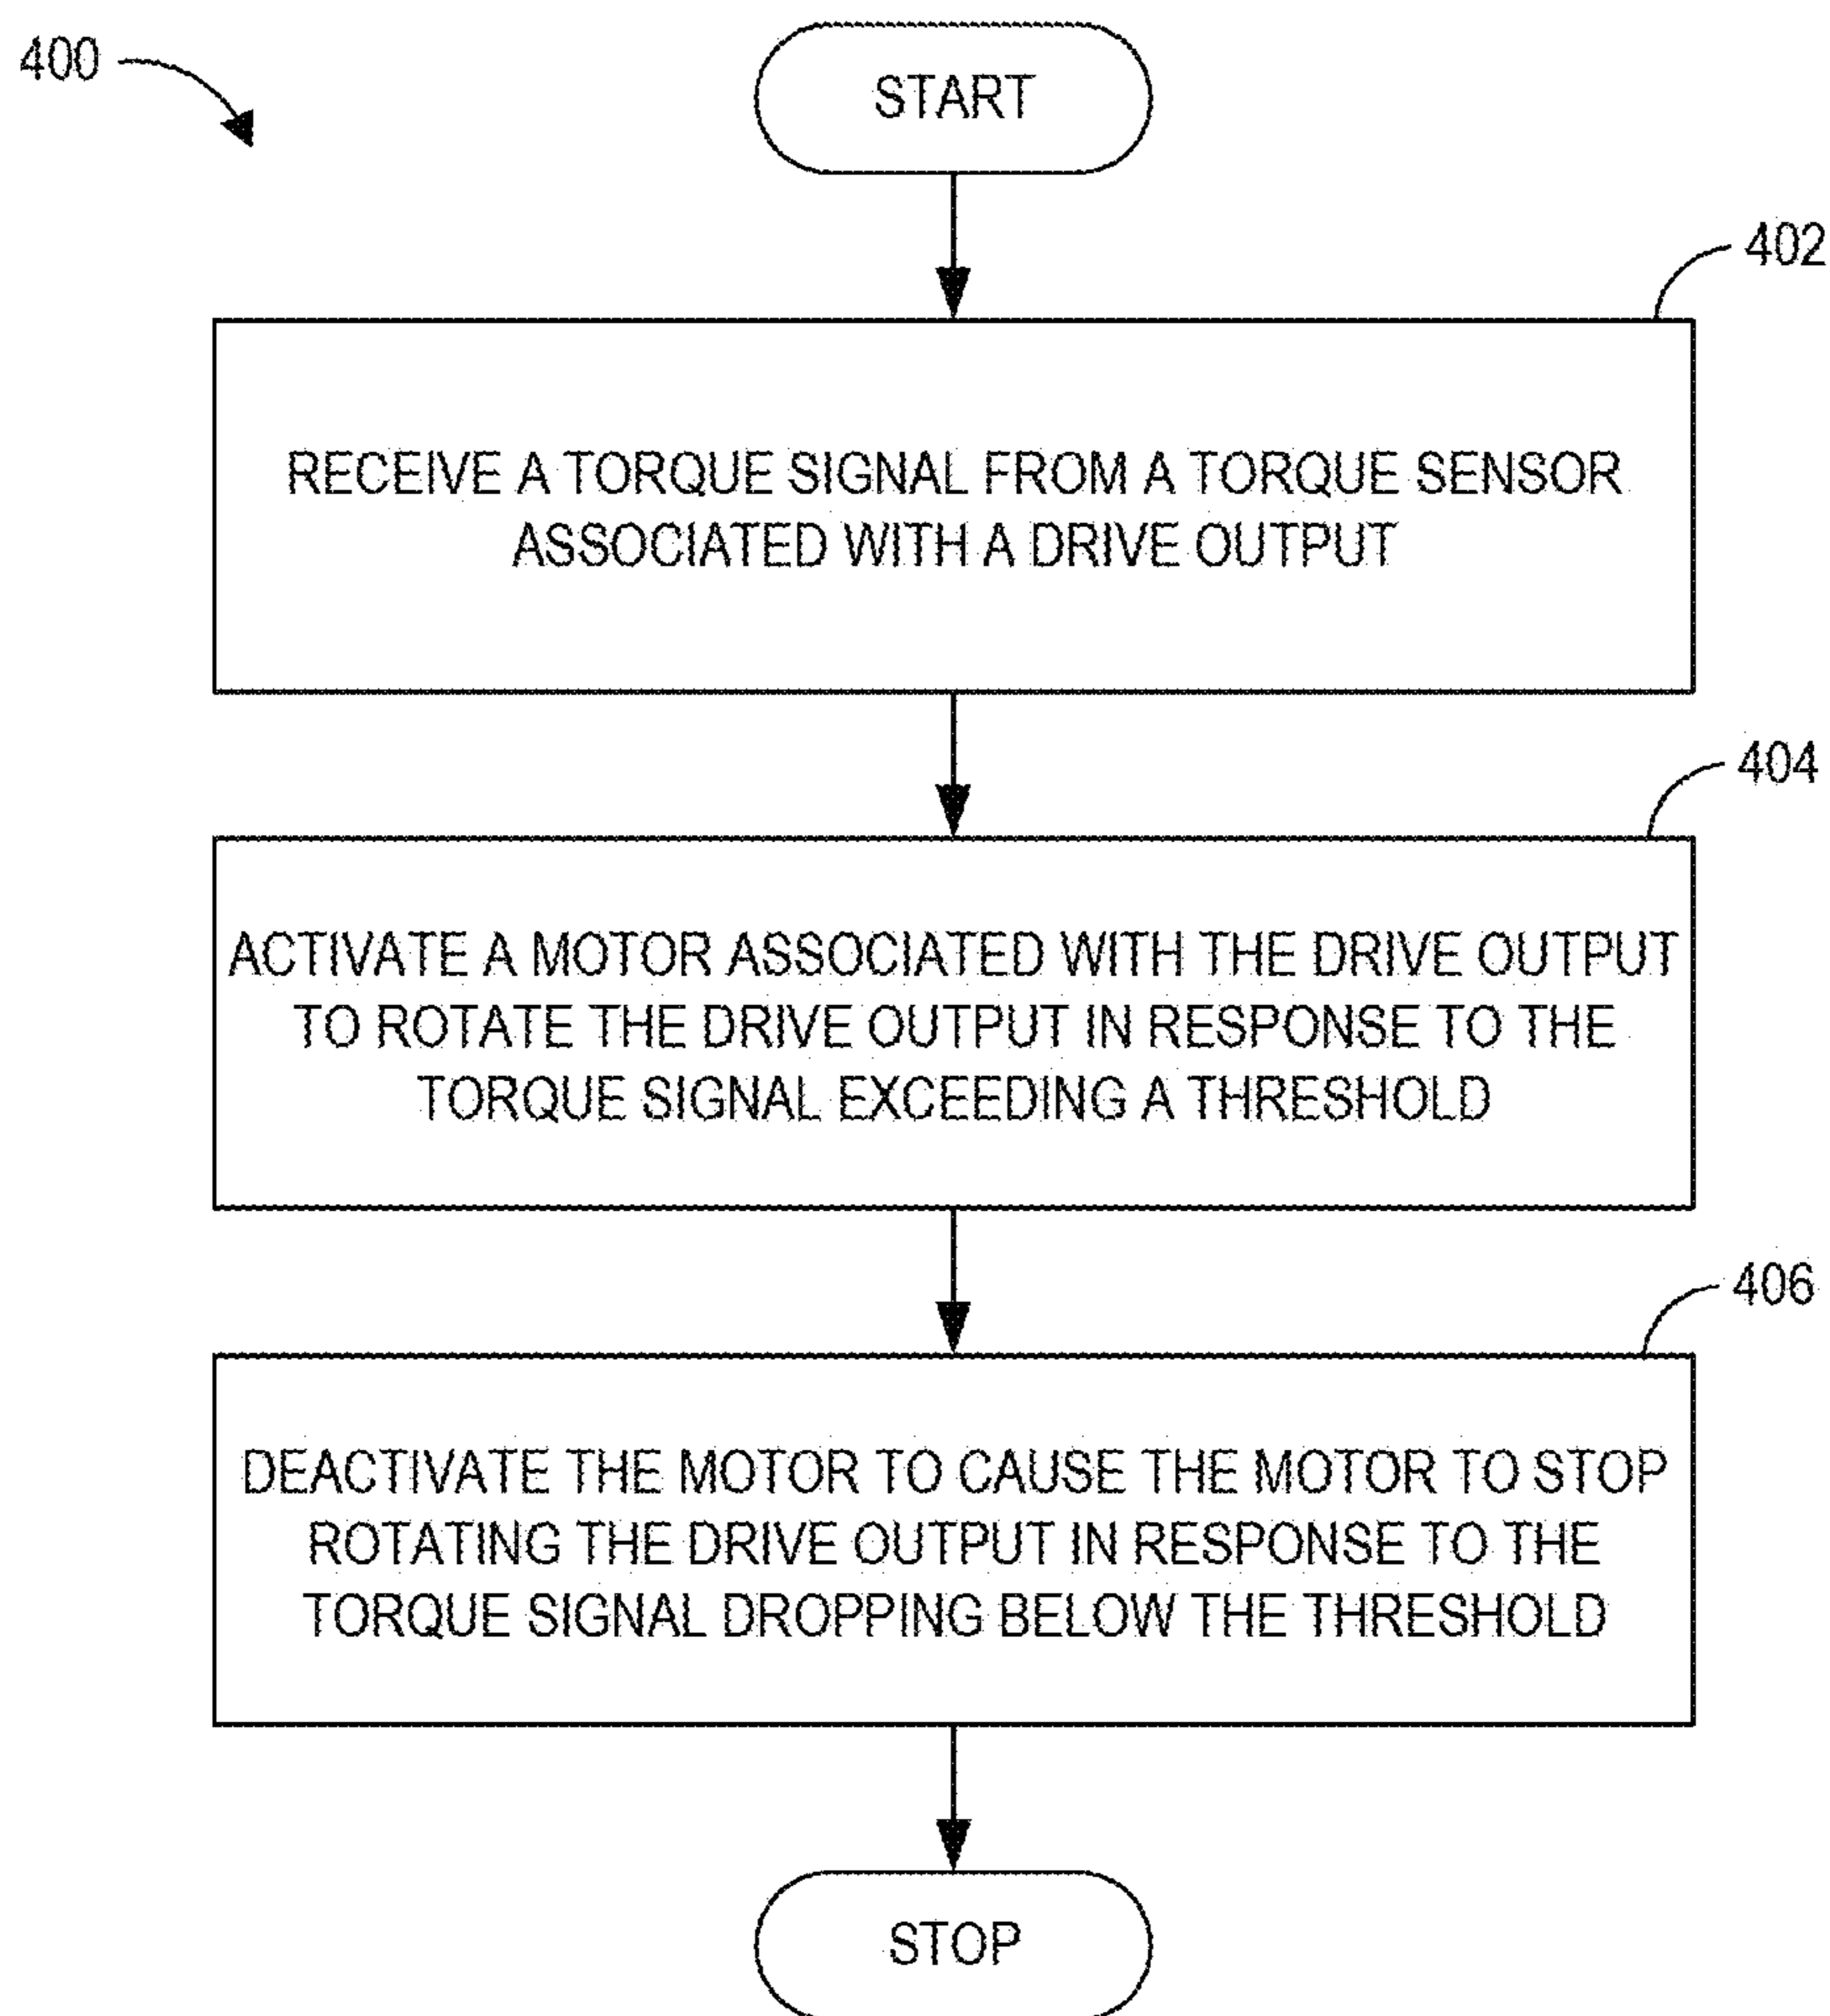 400
START
402
RECEIVE A TORQUE SIGNAL FROM A TORQUE SENSOR
ASSOCIATED WITH A DRIVE OUTPUT
404
ACTIVATE A MOTOR ASSOCIATED WITH THE DRIVE OUTPUT
TO ROTATE THE DRIVE OUTPUT IN RESPONSE TO THE
TORQUE SIGNAL EXCEEDING A THRESHOLD
406
DEACTIVATE THE MOTOR TO CAUSE THE MOTOR TO STOP
ROTATING THE DRIVE OUTPUT IN RESPONSE TO THE
TORQUE SIGNAL DROPPING BELOW THE THRESHOLD
STOP